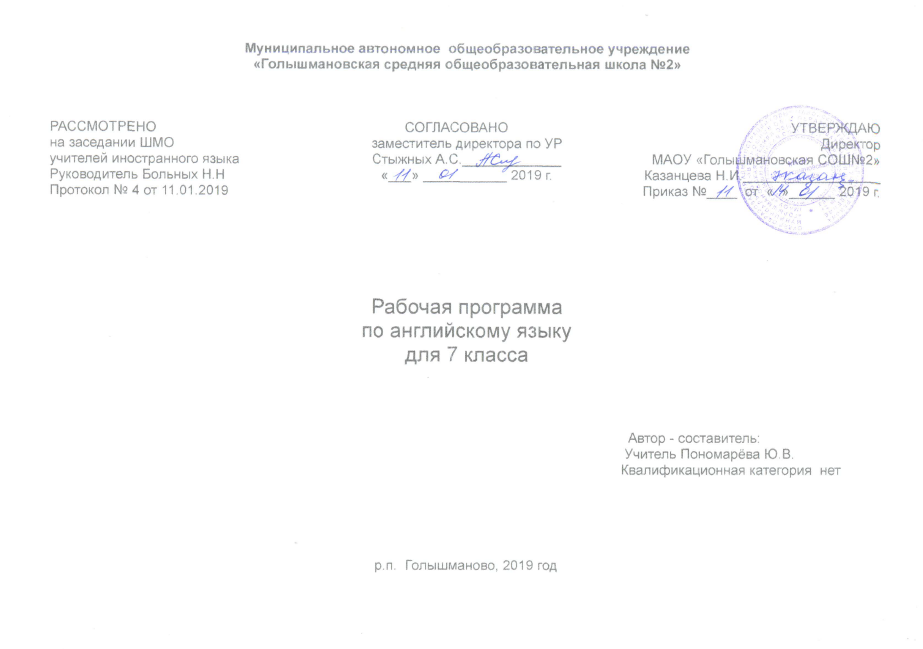 Муниципальное автономное общеобразовательное учреждение
«Голышмановская средняя общеобразовательная школа №2»
РАССМОТРЕНО
на заседании ШМО
учителей иностранного языка
Руководитель Больных Н.Н
Протокол № 4 от 11.01.2019
СОГЛАСОВАНО
заместитель директора по УР
Стыжных А.С.
«11» 01 2019 г.
УТВЕРЖДАЮ
Директор
МАОУ «Голышмановская СОШ№2»
Казанцева Н.И.
Приказ № 11 от «14» 01 2019 г.
Рабочая программа
по английскому языку
для 7 класса
Автор - составитель:
Учитель Пономарёва Ю.В.
Квалификационная категория нет
р.п. Голышманово, 2019 год